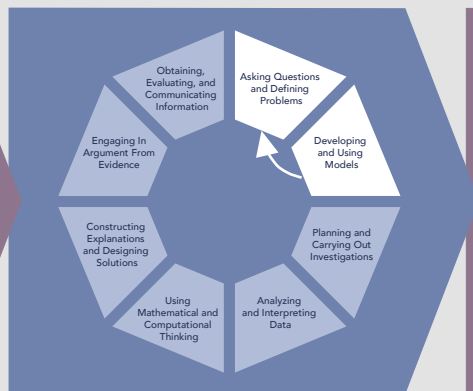 Asking Questions
and Defining
Problems
Developing
and Using
Models
Planning and
Carrying Out
Investigations
Analyzing
and Interpreting
Data
Using
Mathematical and
Computational
Thinking
Constructing
Explanations
and Designing
Solutions
Engaging In
Argument From
Evidence
Obtaining,
Evaluating, and
Communicating
Information